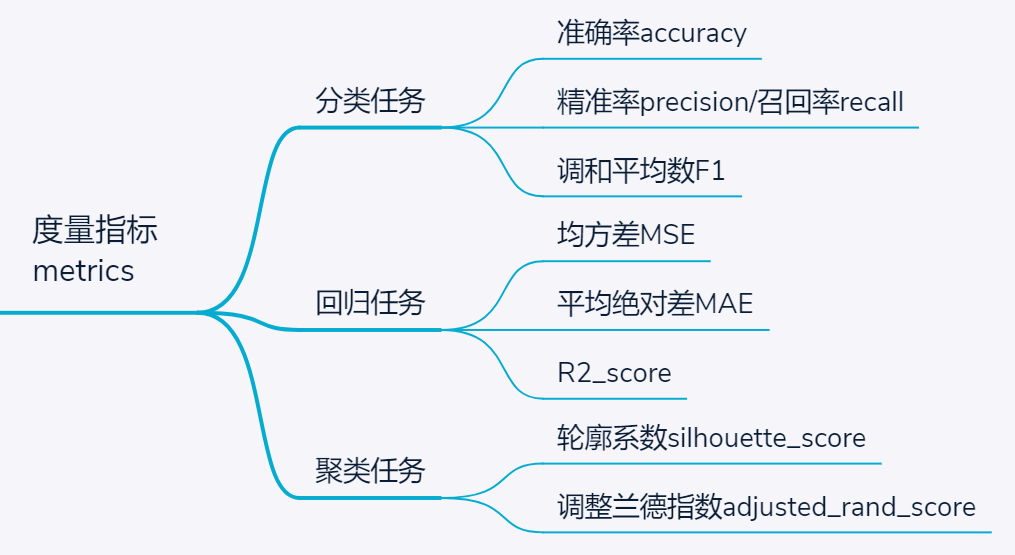 度量指标
metrics
分类任务
准确率accuracy
精准率precision/召回率recall
调和平均数F1
回归任务
均方差MSE
平均绝对差MAE
R2_score
聚类任务
轮廓系数silhouette_score
调整兰德指数adjusted_rand_score